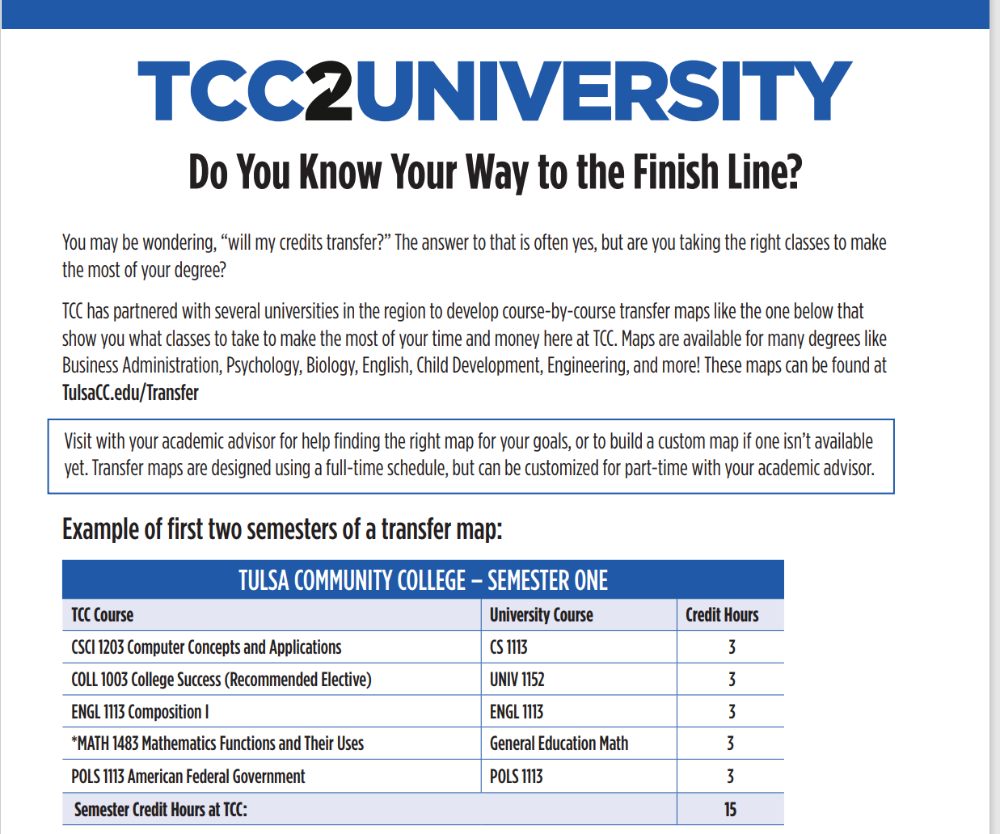 TCC2UNIVERSITY
Do You Know Your Way to the Finish Line?
You may be wondering, “will my credits transfer?” The answer to that is often yes, but are you taking the right classes to make
the most of your degree?
TCC has partnered with several universities in the region to develop course-by-course transfer maps like the one below that
show you what classes to take to make the most of your time and money here at TCC. Maps are available for many degrees like
Business Administration, Psychology, Biology, English, Child Development, Engineering, and more! These maps can be found at
TulsaCC.edu/Transfer
Visit with your academic advisor for help finding the right map for your goals, or to build a custom map if one isn’t available
yet. Transfer maps are designed using a full-time schedule, but can be customized for part-time with your academic advisor.
Example of first two semesters of a transfer map:
TULSA COMMUNITY COLLEGE – SEMESTER ONE
TCC Course University Course Credit Hours
CSCI 1203 Computer Concepts and Applications CS 1113 3
COLL 1003 College Success (Recommended Elective) UNIV 1152 3
ENGL 1113 Composition I ENGL 1113 3
*MATH 1483 Mathematics Functions and Their Uses General Education Math 3
POLS 1113 American Federal Government POLS 1113 3
Semester Credit Hours at TCC: 15